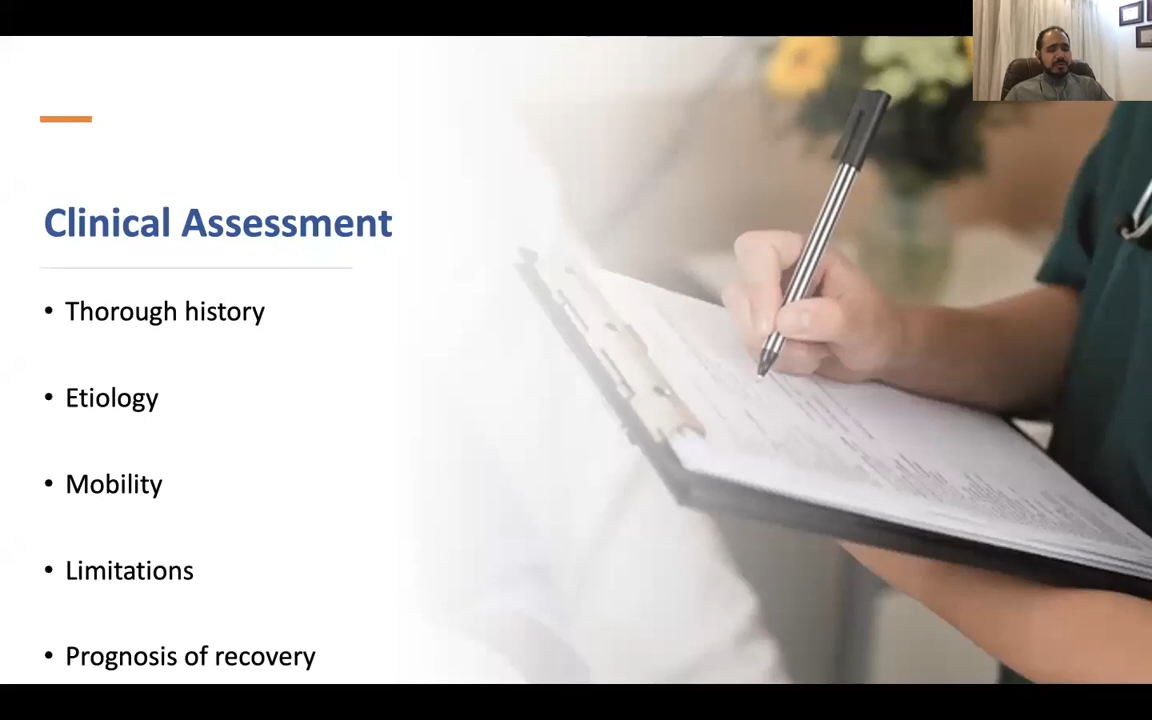 Clinical Assessment
• Thorough history
• Etiology
• Mobility
• Limitations
• Prognosis of recovery